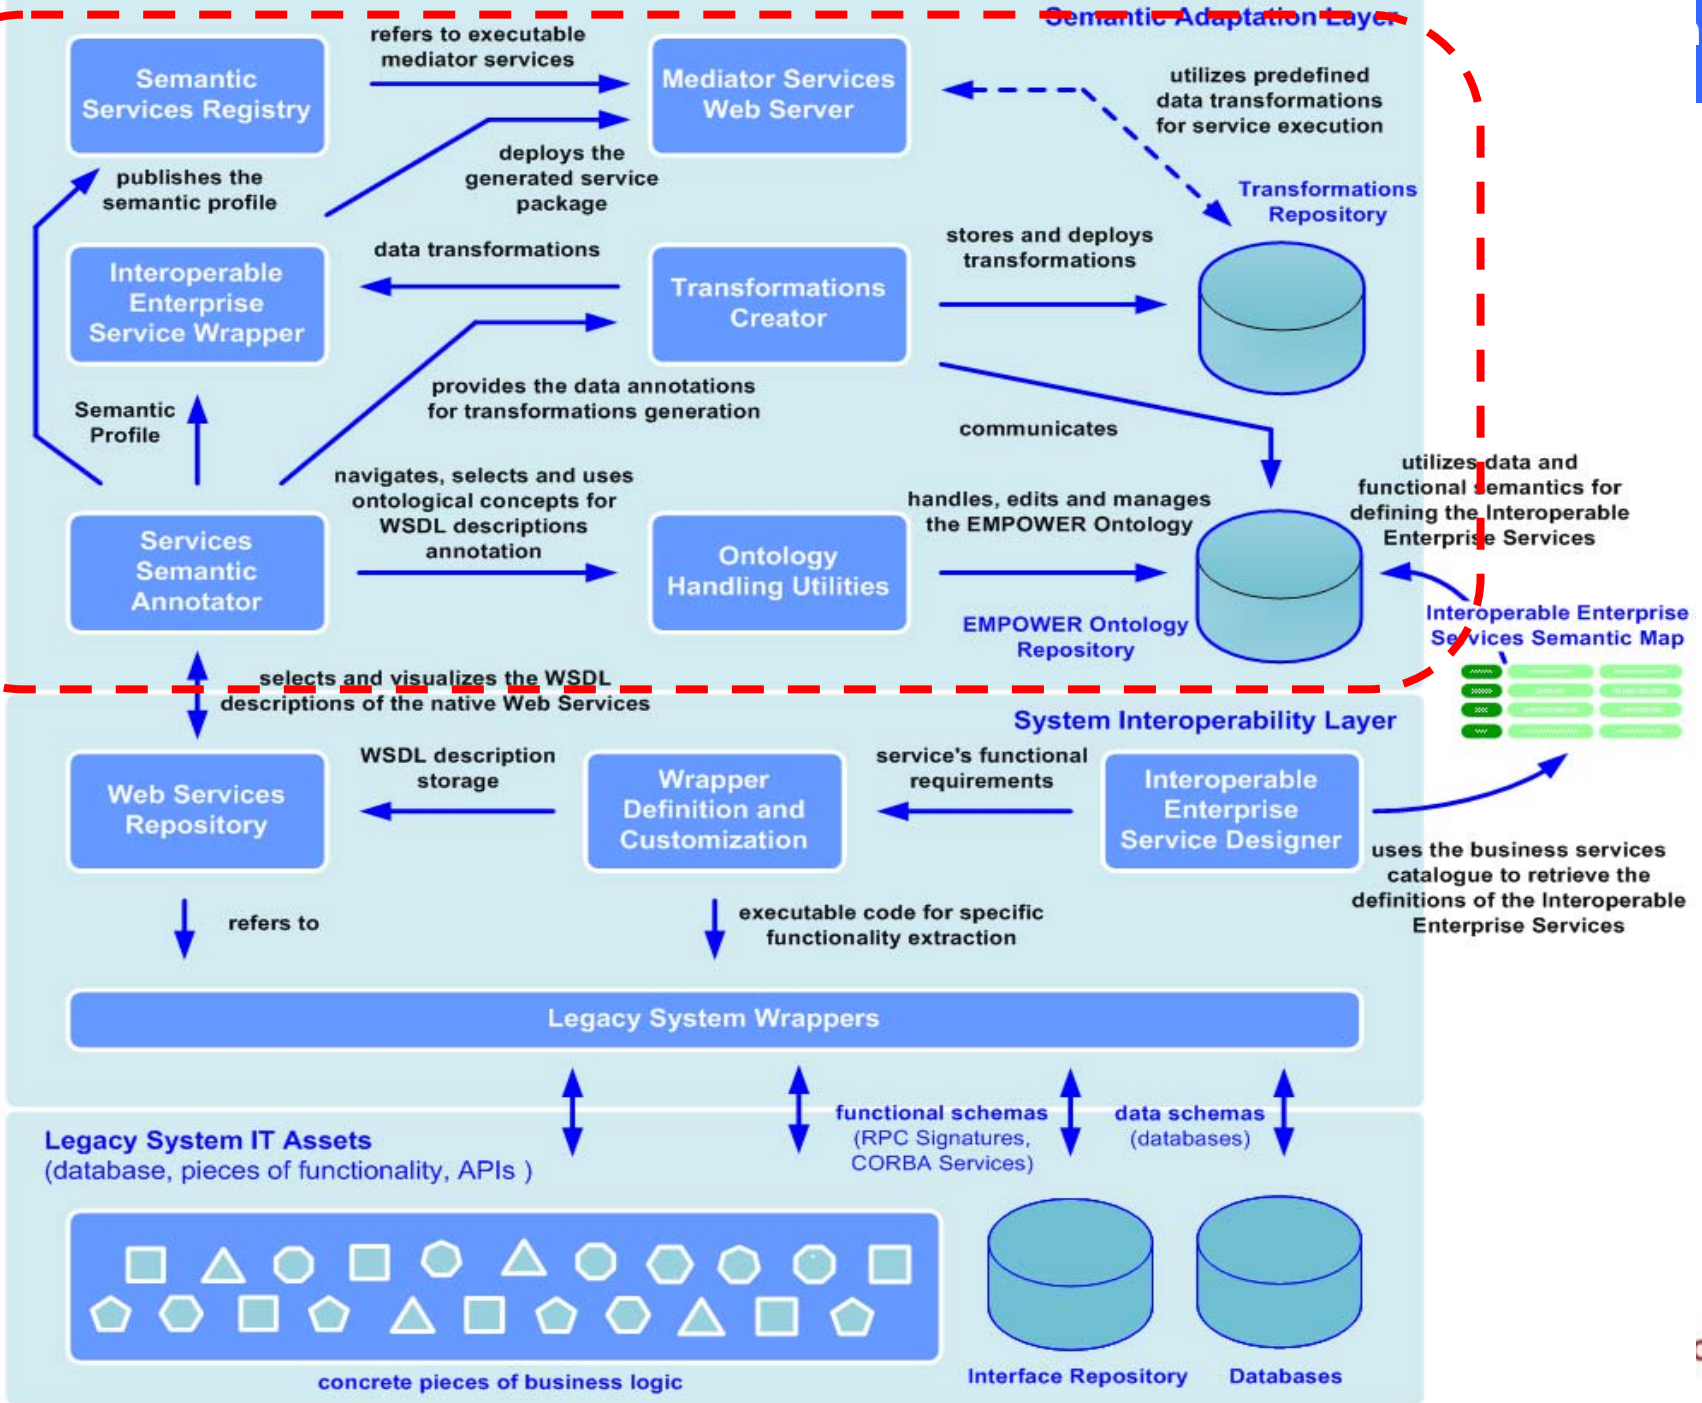 Semantic Adaptation Layer
refers to executable
mediator services
Semantic
Services Registry
Mediator Services
Web Server
utilizes predefined
data transformations
for service execution
deploys the
generated service
package
publishes the
semantic profile
Transformations
Repository
data transformations
stores and deploys
transformations
Interoperable
Enterprise
Service Wrapper
Transformations
Creator
provides the data annotations
for transformations generation
Semantic
Profile
communicates
navigates, selects and uses
ontological concepts for
WSDL descriptions
annotation
handles, edits and manages
the EMPOWER Ontology
utilizes data and
functional semantics for
defining the Interoperable
Enterprise Services
Services
Semantic
Annotator
Ontology
Handling Utilities
EMPOWER Ontology
Repository
Interoperable Enterprise
Services Semantic Map
selects and visualizes the WSDL
descriptions of the native Web Services
System Interoperability Layer
WSDL description
storage
service's functional
requirements
Web Services
Repository
Wrapper
Definition and
Customization
Interoperable
Enterprise
Service Designer
uses the business services
catalogue to retrieve the
definitions of the Interoperable
Enterprise Services
refers to
executable code for specific
functionality extraction
Legacy System Wrappers
functional schemas
(RPC Signatures,
CORBA Services)
data schemas
(databases)
Legacy System IT Assets
(database, pieces of functionality, APIs )
concrete pieces of business logic
Interface Repository
Databases